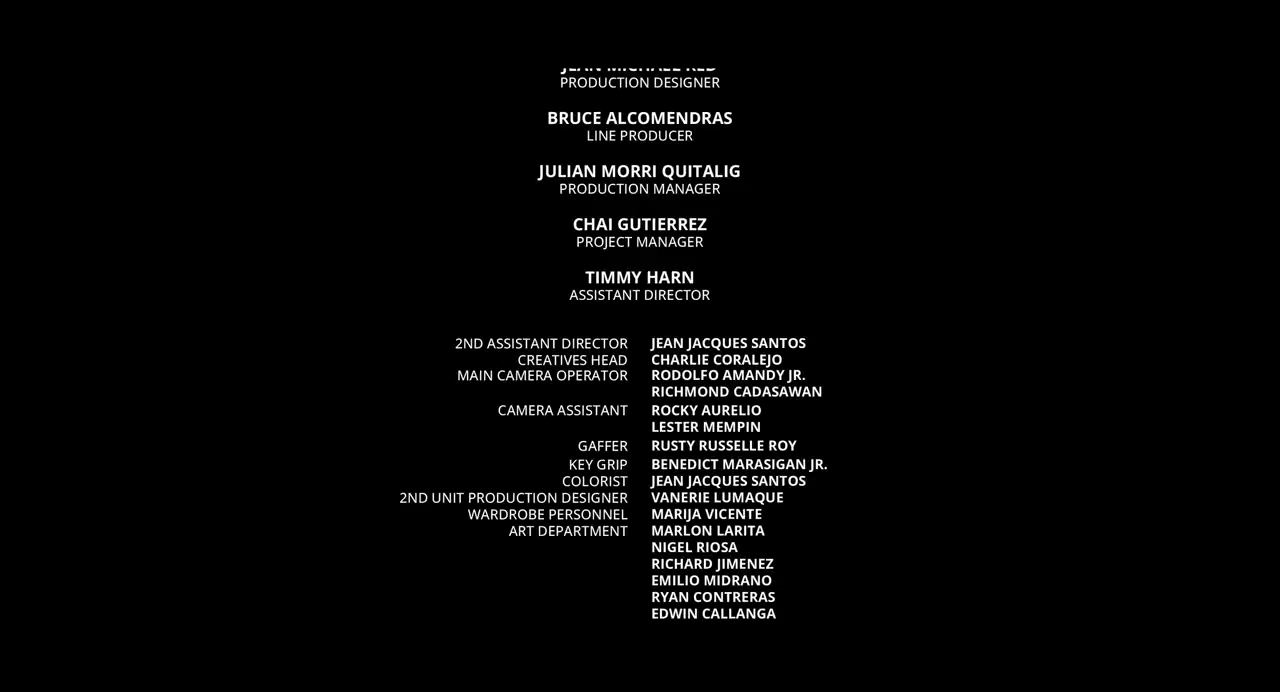 PRODUCTION DESIGNER
BRUCE ALCOMENDRAS
LINE PRODUCER
JULIAN MORRI QUITALIG
PRODUCTION MANAGER
CHAI GUTIERREZ
PROJECT MANAGER
TIMMY HARN
ASSISTANT DIRECTOR
2ND ASSISTANT DIRECTOR JEAN JACQUES SANTOS
CREATIVES HEAD CHARLIE CORALEJO
MAIN CAMERA OPERATOR RODOLFO AMANDY JR.
RICHMOND CADASAWAN
CAMERA ASSISTANT ROCKY AURELIO
LESTER MEMPIN
GAFFER RUSTY RUSSELLE ROY
KEY GRIP BENEDICT MARASIGAN JR.
COLORIST JEAN JACQUES SANTOS
2ND UNIT PRODUCTION DESIGNER VANERIE LUMAQUE
WARDROBE PERSONNEL MARIJA VICENTE
ART DEPARTMENT MARLON LARITA
NIGEL RIOSA
RICHARD JIMENEZ
EMILIO MIDRANO
RYAN CONTRERAS
EDWIN CALLANGA